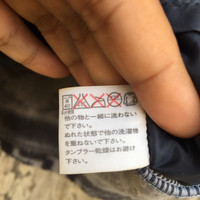 他の物と一緒に洗わない
で下さい。
ぬれた状態で他の洗濯物
を重ねないで下さい。
タンブラー乾燥はお避け
下さい。